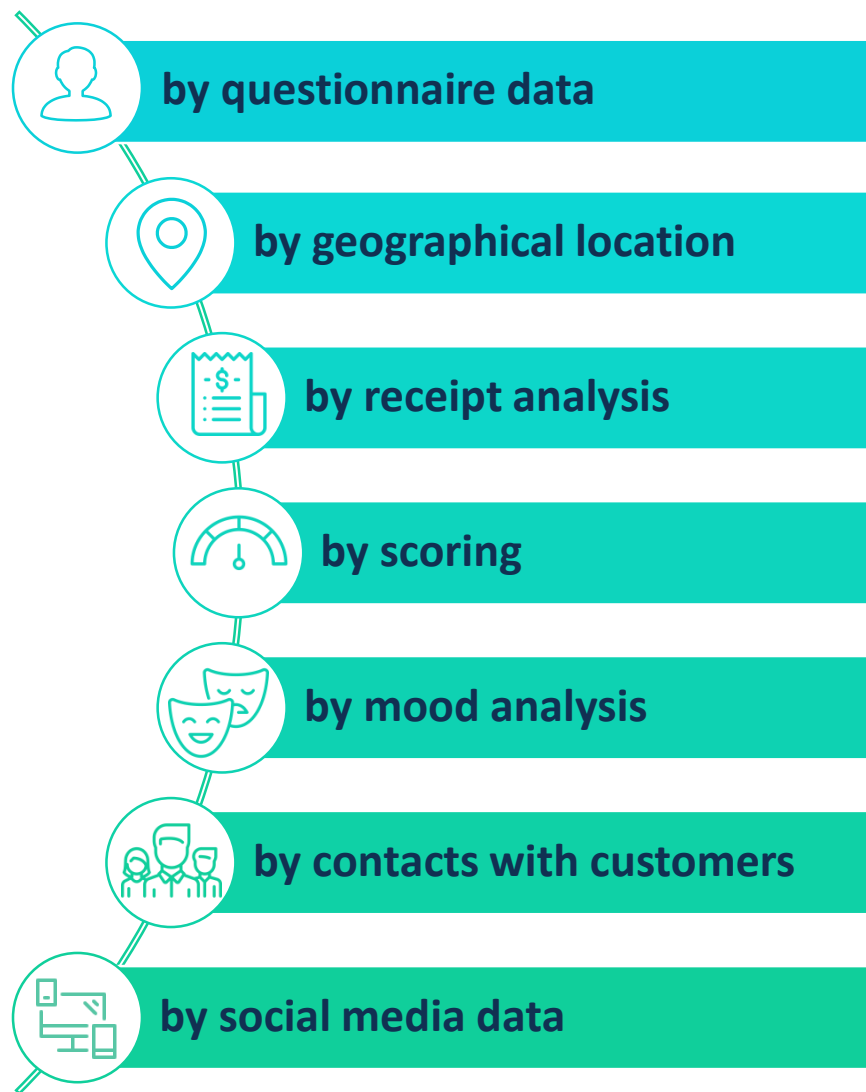 by questionnaire data
by geographical location
$
by receipt analysis
by scoring
by mood analysis
by contacts with customers
by social media data